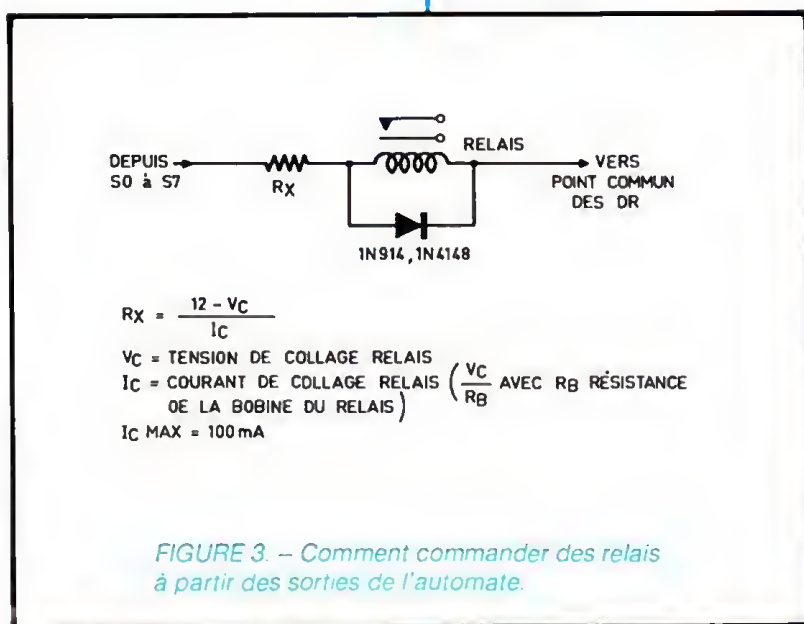 RELAIS
DEPUIS
S0 à S7
RX
VERS
POINT COMMUN
DES DR
1N914, 1N4148
RX = 12 - VC / IC
VC = TENSION DE COLLAGE RELAIS
IC = COURANT DE COLLAGE RELAIS (VC / RB AVEC RB RÉSISTANCE
OE LA BOBINE DU RELAIS)
IC MAX = 100 mA
FIGURE 3. – Comment commander des relais
à partir des sorties de l'automate.